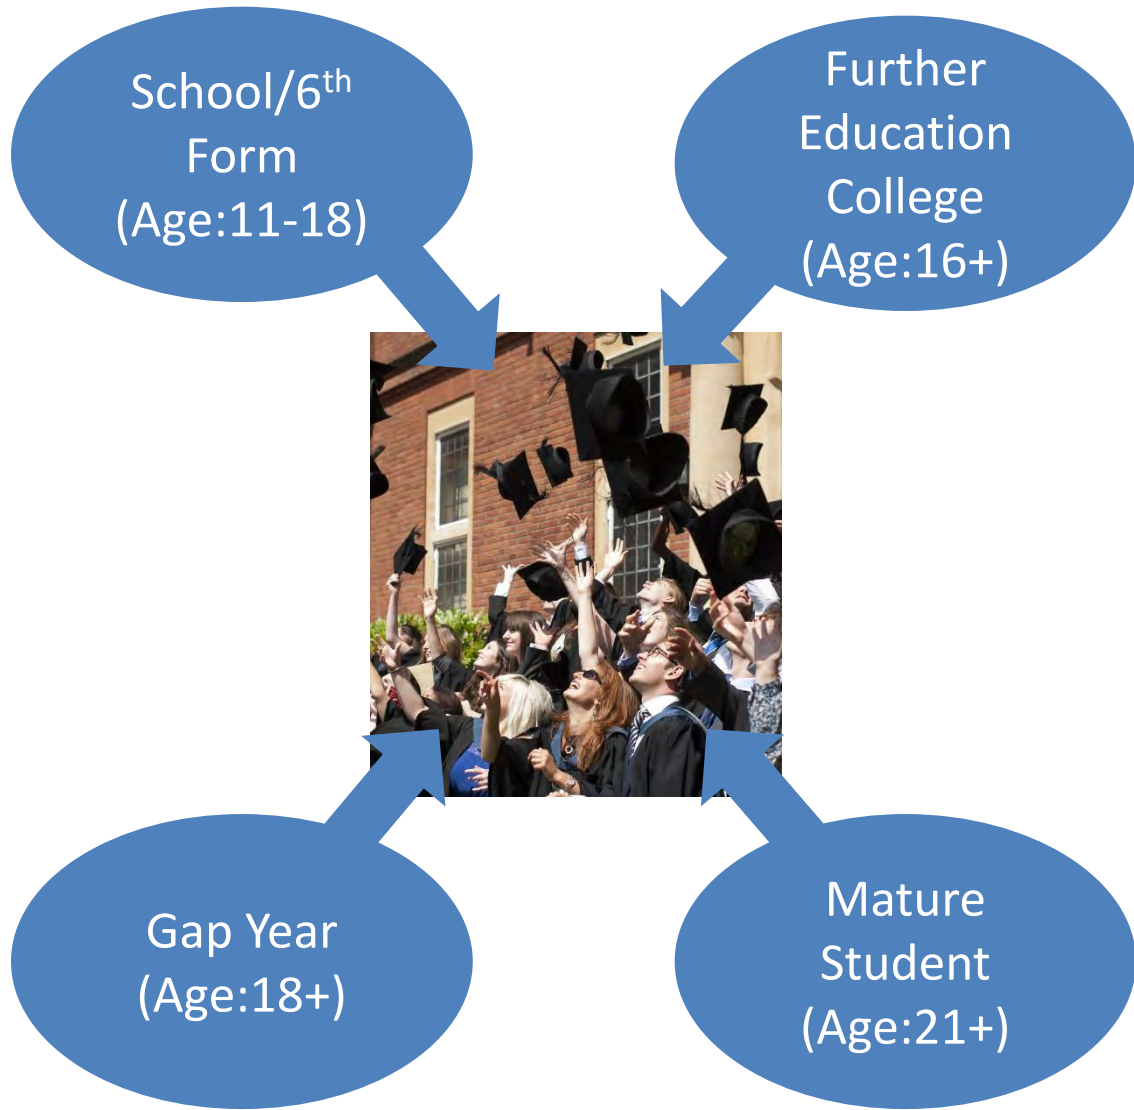 School/6th
Form
(Age:11-18)
Further
Education
College
(Age:16+)
Gap Year
(Age:18+)
Mature
Student
(Age:21+)